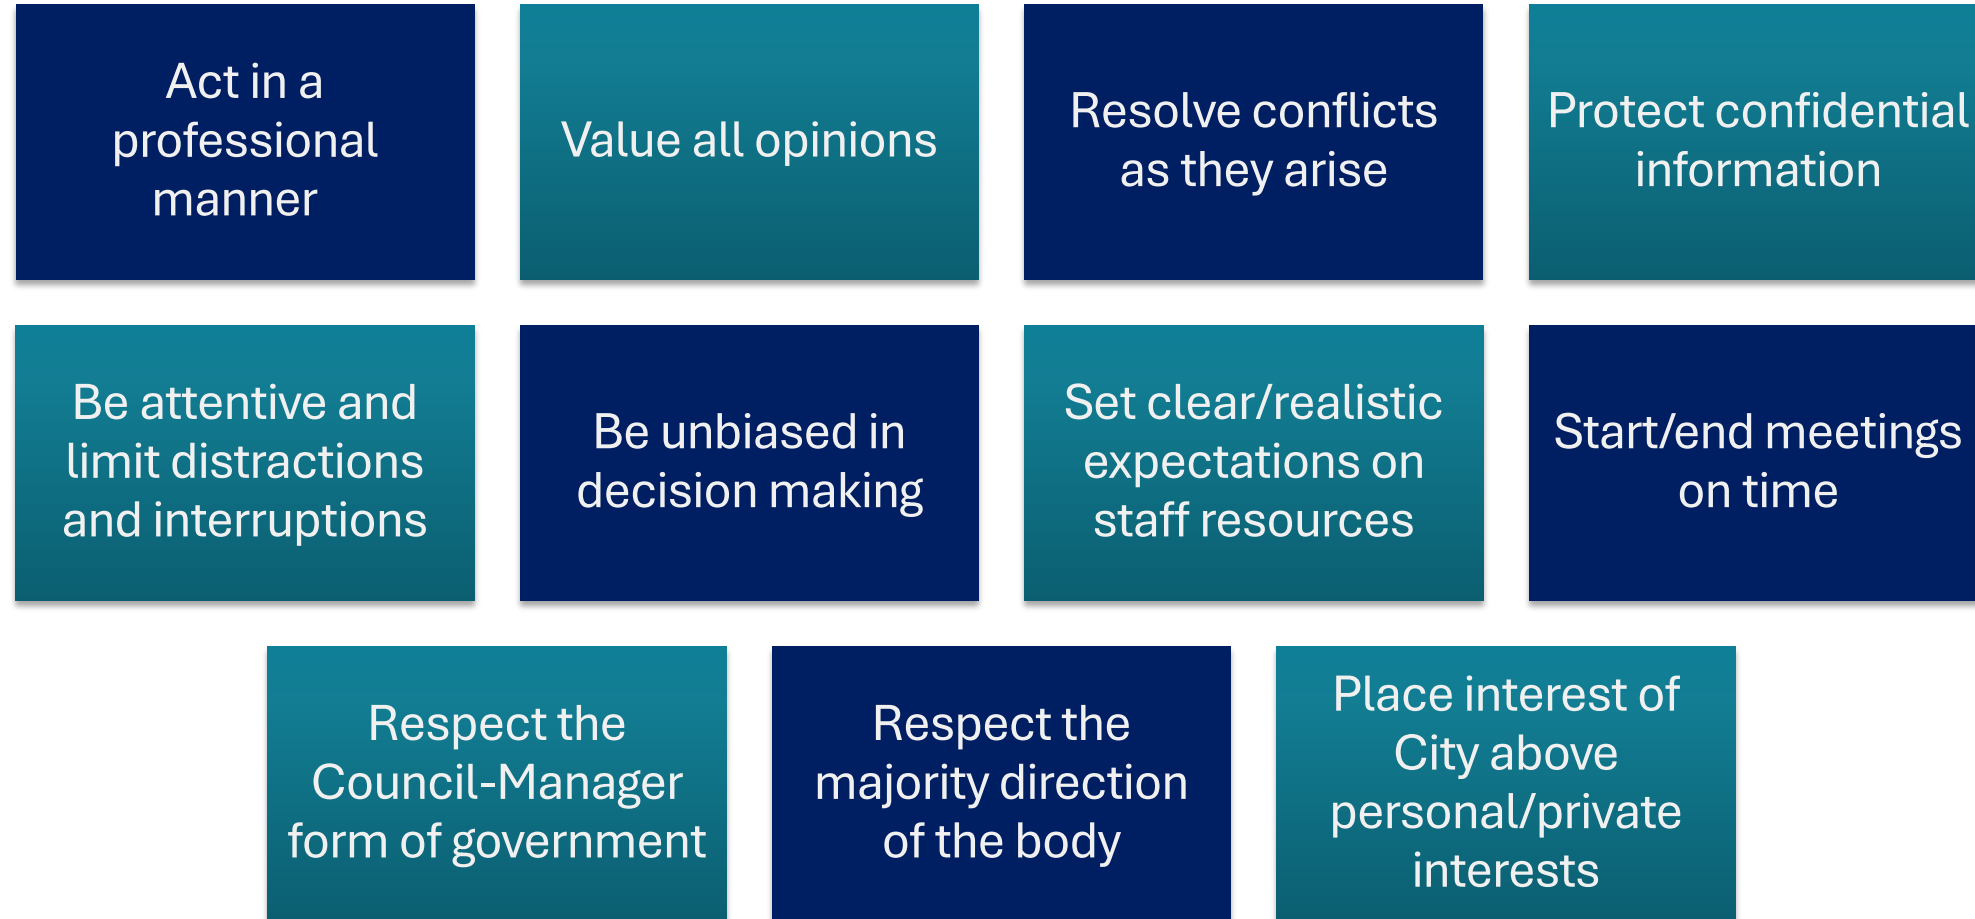 Act in a
professional
manner
Value all opinions
Resolve conflicts
as they arise
Protect confidential
information
Be attentive and
limit distractions
and interruptions
Be unbiased in
decision making
Set clear/realistic
expectations on
staff resources
Start/end meetings
on time
Respect the
Council-Manager
form of government
Respect the
majority direction
of the body
Place interest of
City above
personal/private
interests